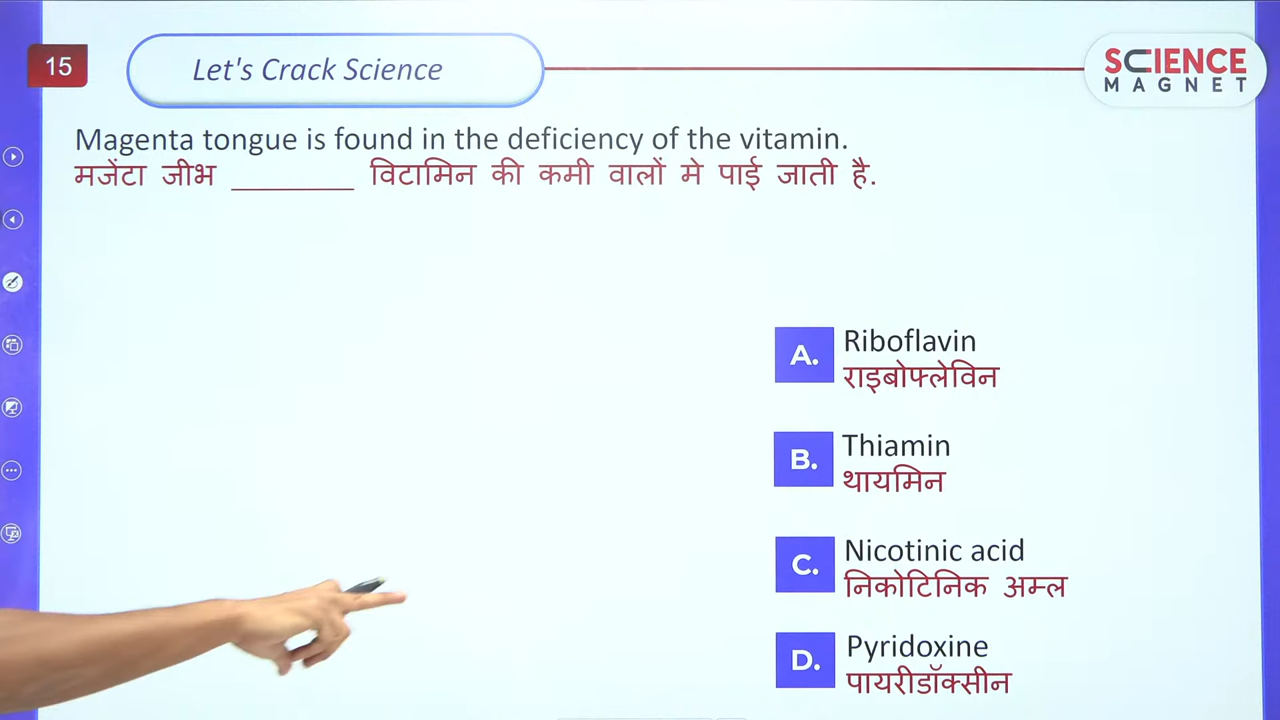 15
Let's Crack Science
SCIENCE
MAGNET
Magenta tongue is found in the deficiency of the vitamin.
मजेंटा जीभ ________ विटामिन की कमी वालों मे पाई जाती है.
A.
Riboflavin
राइबोफ्लेविन
B.
Thiamin
थायमिन
C.
Nicotinic acid
निकोटिनिक अम्ल
D.
Pyridoxine
पायरीडॉक्सीन